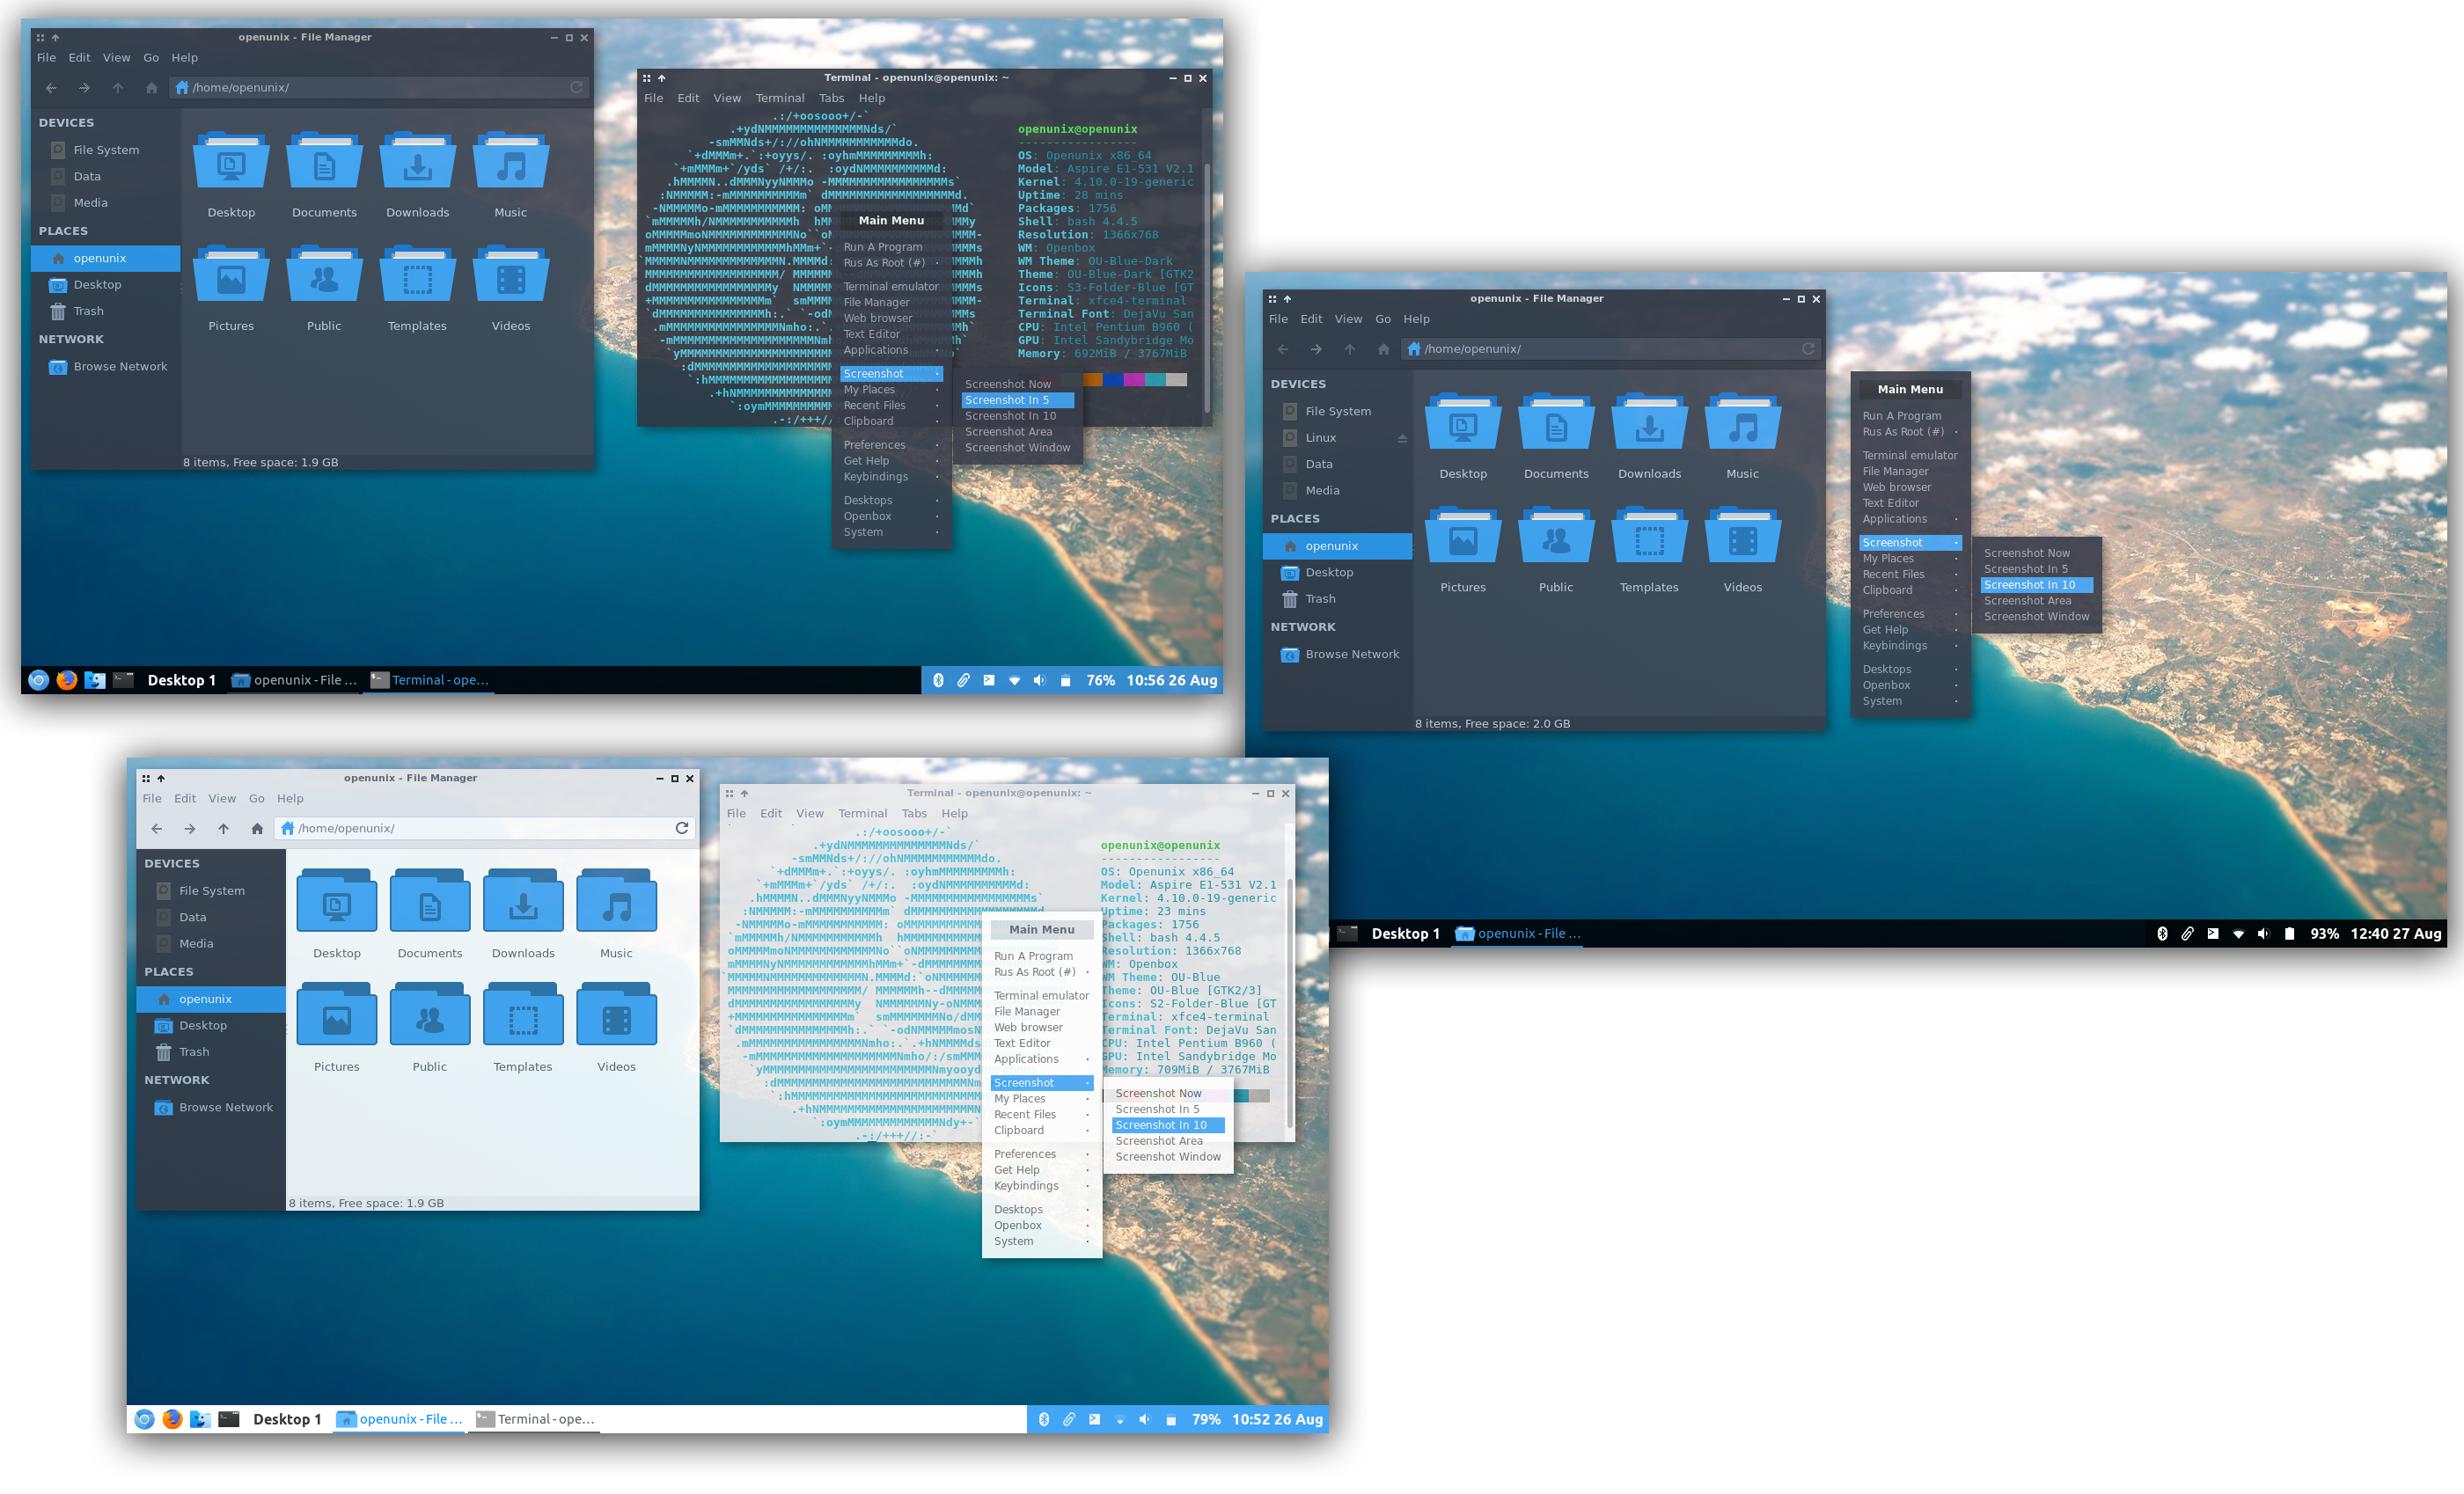 openunix - File Manager
File Edit View Go Help
/home/openunix/
DEVICES
File System
Data
Media
PLACES
openunix
Desktop
Trash
NETWORK
Browse Network
Desktop Documents Downloads Music
Pictures Public Templates Videos
8 items, Free space: 1.9 GB
Terminal - openunix@openunix: ~
File Edit View Terminal Tabs Help
openunix@openunix
-----------------
OS: Openunix x86_64
Model: Aspire E1-531 V2.1
Kernel: 4.10.0-19-generic
Uptime: 28 mins
Packages: 1756
Shell: bash 4.4.5
Resolution: 1366x768
WM: Openbox
WM Theme: OU-Blue-Dark
Theme: OU-Blue-Dark [GTK2
Icons: S3-Folder-Blue [GT
Terminal: xfce4-terminal
Terminal Font: DejaVu San
CPU: Intel Pentium B960 (
GPU: Intel Sandybridge Mo
Memory: 692MiB / 3767MiB
Main Menu
Run A Program
Rus As Root (#)
Terminal emulator
File Manager
Web browser
Text Editor
Applications
Screenshot
My Places
Recent Files
Clipboard
Preferences
Get Help
Keybindings
Desktops
Openbox
System
Screenshot Now
Screenshot In 5
Screenshot In 10
Screenshot Area
Screenshot Window
Desktop 1 openunix - File ... Terminal - ope... 76% 10:56 26 Aug
openunix - File Manager
File Edit View Go Help
/home/openunix/
DEVICES
File System
Linux
Data
Media
PLACES
openunix
Desktop
Trash
NETWORK
Browse Network
Desktop Documents Downloads Music
Pictures Public Templates Videos
8 items, Free space: 2.0 GB
Main Menu
Run A Program
Rus As Root (#)
Terminal emulator
File Manager
Web browser
Text Editor
Applications
Screenshot
My Places
Recent Files
Clipboard
Preferences
Get Help
Keybindings
Desktops
Openbox
System
Screenshot Now
Screenshot In 5
Screenshot In 10
Screenshot Area
Screenshot Window
Desktop 1 openunix - File ... 93% 12:40 27 Aug
openunix - File Manager
File Edit View Go Help
/home/openunix/
DEVICES
File System
Data
Media
PLACES
openunix
Desktop
Trash
NETWORK
Browse Network
Desktop Documents Downloads Music
Pictures Public Templates Videos
8 items, Free space: 1.9 GB
Terminal - openunix@openunix: ~
File Edit View Terminal Tabs Help
openunix@openunix
-----------------
OS: Openunix x86_64
Model: Aspire E1-531 V2.1
Kernel: 4.10.0-19-generic
Uptime: 23 mins
Packages: 1756
Shell: bash 4.4.5
Resolution: 1366x768
WM: Openbox
WM Theme: OU-Blue
Theme: OU-Blue [GTK2/3]
Icons: S2-Folder-Blue [GT
Terminal: xfce4-terminal
Terminal Font: DejaVu San
CPU: Intel Pentium B960 (
GPU: Intel Sandybridge Mo
Memory: 709MiB / 3767MiB
Main Menu
Run A Program
Rus As Root (#)
Terminal emulator
File Manager
Web browser
Text Editor
Applications
Screenshot
My Places
Recent Files
Clipboard
Preferences
Get Help
Keybindings
Desktops
Openbox
System
Screenshot Now
Screenshot In 5
Screenshot In 10
Screenshot Area
Screenshot Window
Desktop 1 openunix - File ... Terminal - ope... 79% 10:52 26 Aug